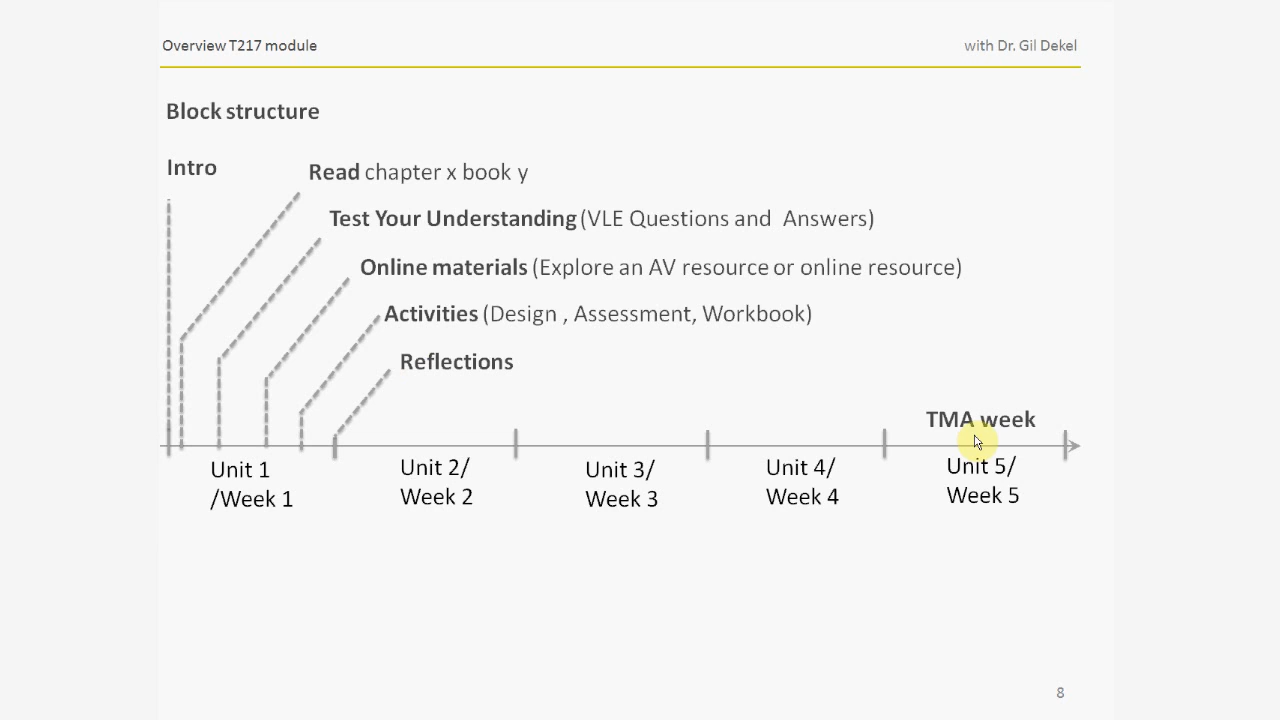 Overview T217 module
with Dr. Gil Dekel
Block structure
Intro
Read chapter x book y
Test Your Understanding (VLE Questions and Answers)
Online materials (Explore an AV resource or online resource)
Activities (Design , Assessment, Workbook)
Reflections
TMA week
Unit 1
/Week 1
Unit 2/
Week 2
Unit 3/
Week 3
Unit 4/
Week 4
Unit 5/
Week 5
8